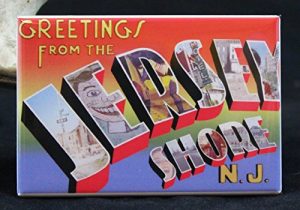 GREETINGS
FROM THE
JERSEY
SHORE
N.J.